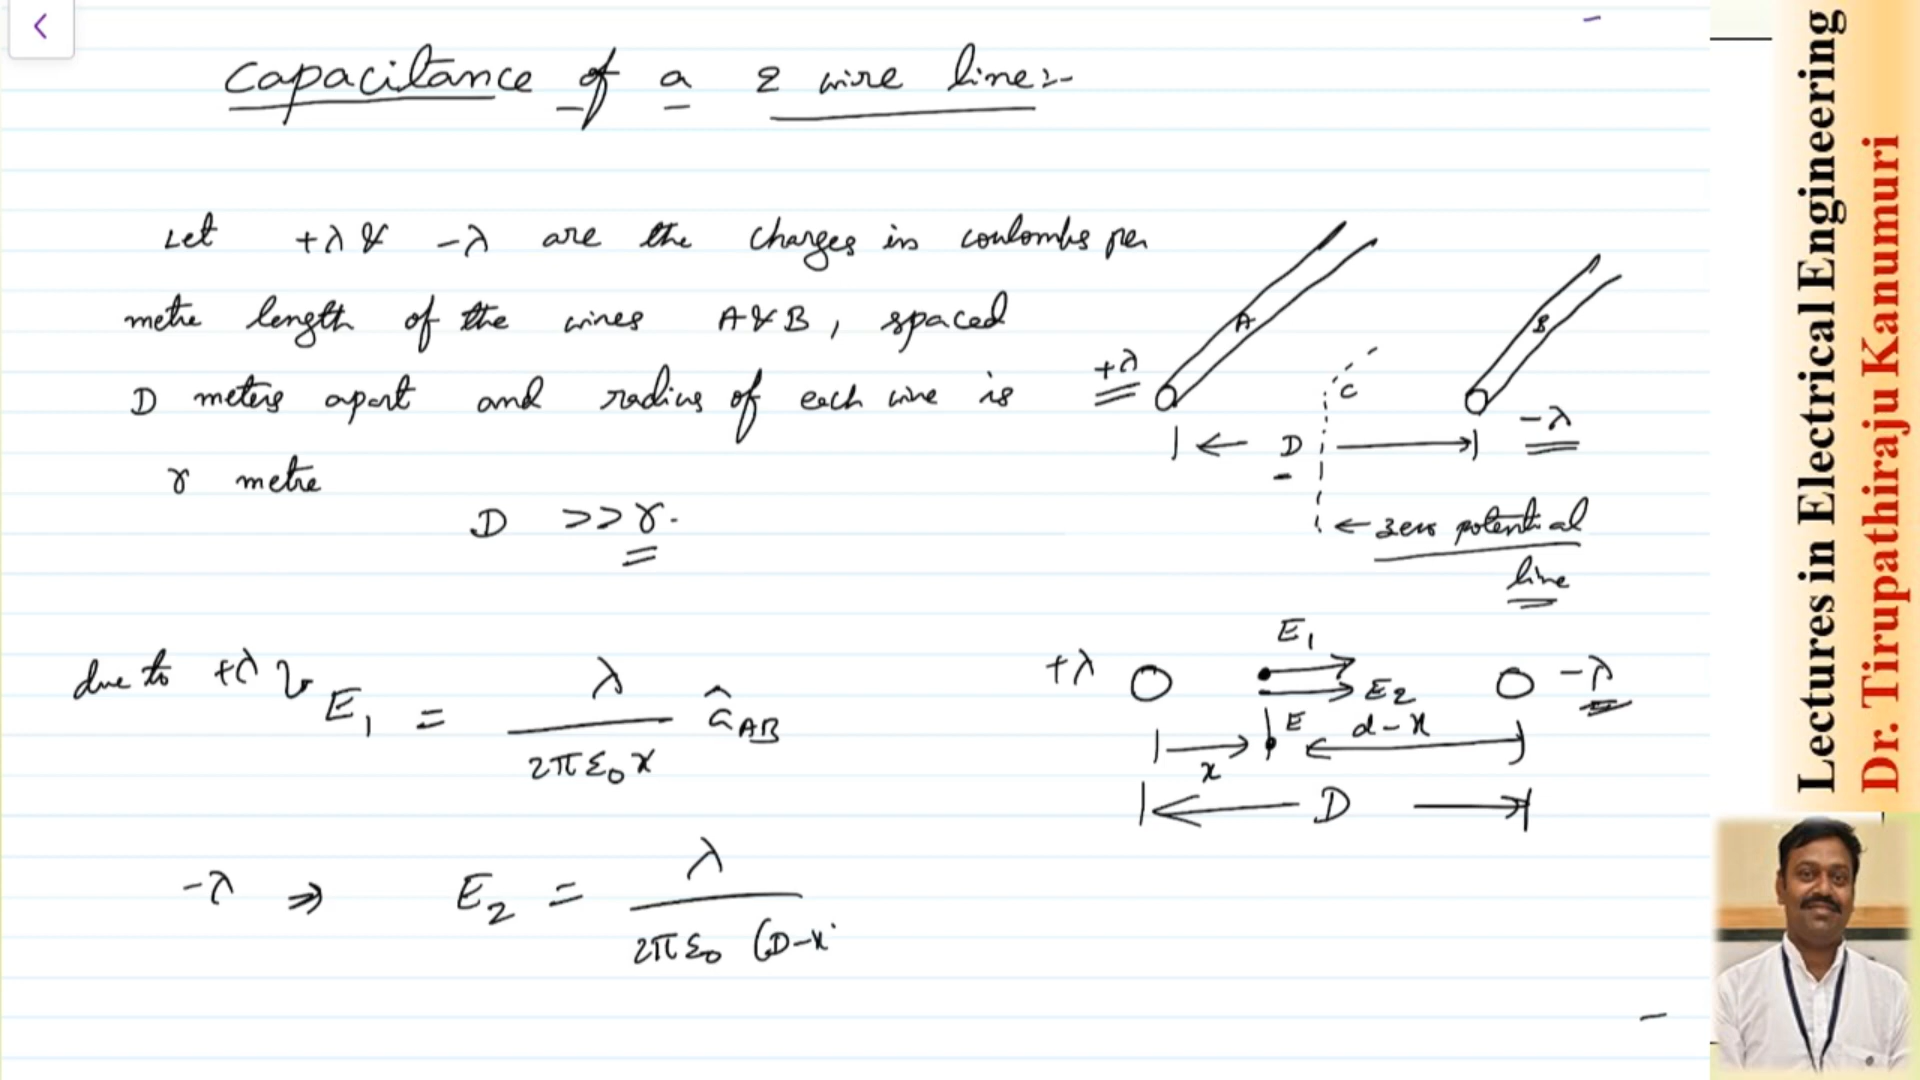 Capacitance of a 2 wire line:-
Let +λ & -λ are the charges in coulombs per
metre length of the wires A & B, spaced
D meters apart and radius of each wire is
r metre
D >> r.
A
B
+λ
C
-λ
D
← zero potential
line
due to +λ
E₁ = λ / 2πε₀x â_AB
+λ
E₁
E₂
-λ
E
x
d-x
D
-λ ⇒ E₂ = λ / 2πε₀ (D-x
Lectures in Electrical Engineering
Dr. Tirupathiraju Kanumuri